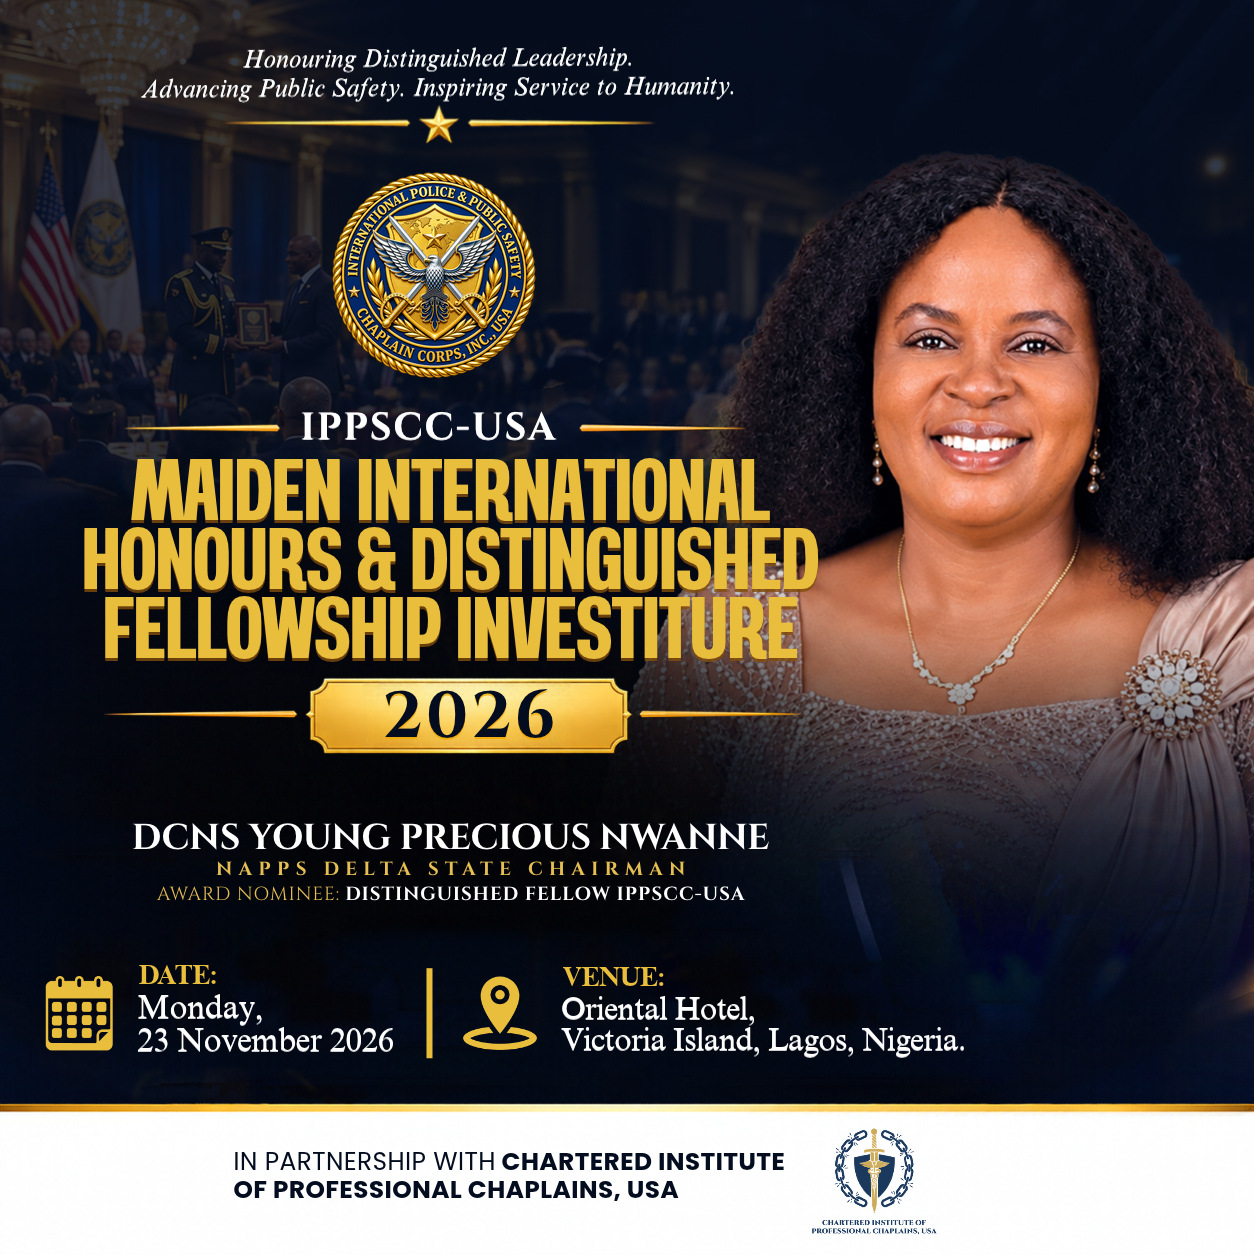 Honouring Distinguished Leadership.
Advancing Public Safety. Inspiring Service to Humanity.
INTERNATIONAL POLICE & PUBLIC SAFETY
CHAPLAIN CORPS, INC., USA
IPPSCC-USA
MAIDEN INTERNATIONAL
HONOURS & DISTINGUISHED
FELLOWSHIP INVESTITURE
2026
DCNS YOUNG PRECIOUS NWANNE
NAPPS DELTA STATE CHAIRMAN
AWARD NOMINEE: DISTINGUISHED FELLOW IPPSCC-USA
DATE:
Monday,
23 November 2026
VENUE:
Oriental Hotel,
Victoria Island, Lagos, Nigeria.
IN PARTNERSHIP WITH CHARTERED INSTITUTE
OF PROFESSIONAL CHAPLAINS, USA
CHARTERED INSTITUTE OF
PROFESSIONAL CHAPLAINS, USA